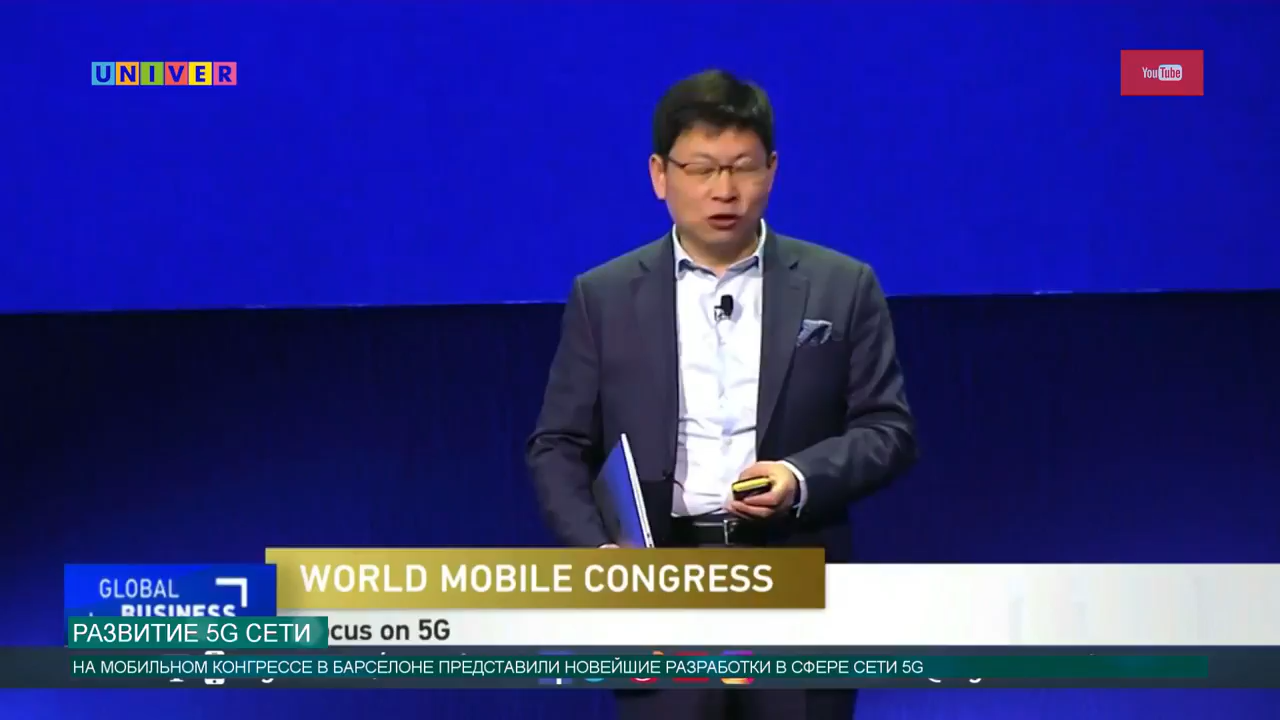 UNIVER
YouTube
WORLD MOBILE CONGRESS
GLOBAL
BUSINESS
РАЗВИТИЕ 5G СЕТИ
cus on 5G
НА МОБИЛЬНОМ КОНГРЕССЕ В БАРСЕЛОНЕ ПРЕДСТАВИЛИ НОВЕЙШИЕ РАЗРАБОТКИ В СФЕРЕ СЕТИ 5G